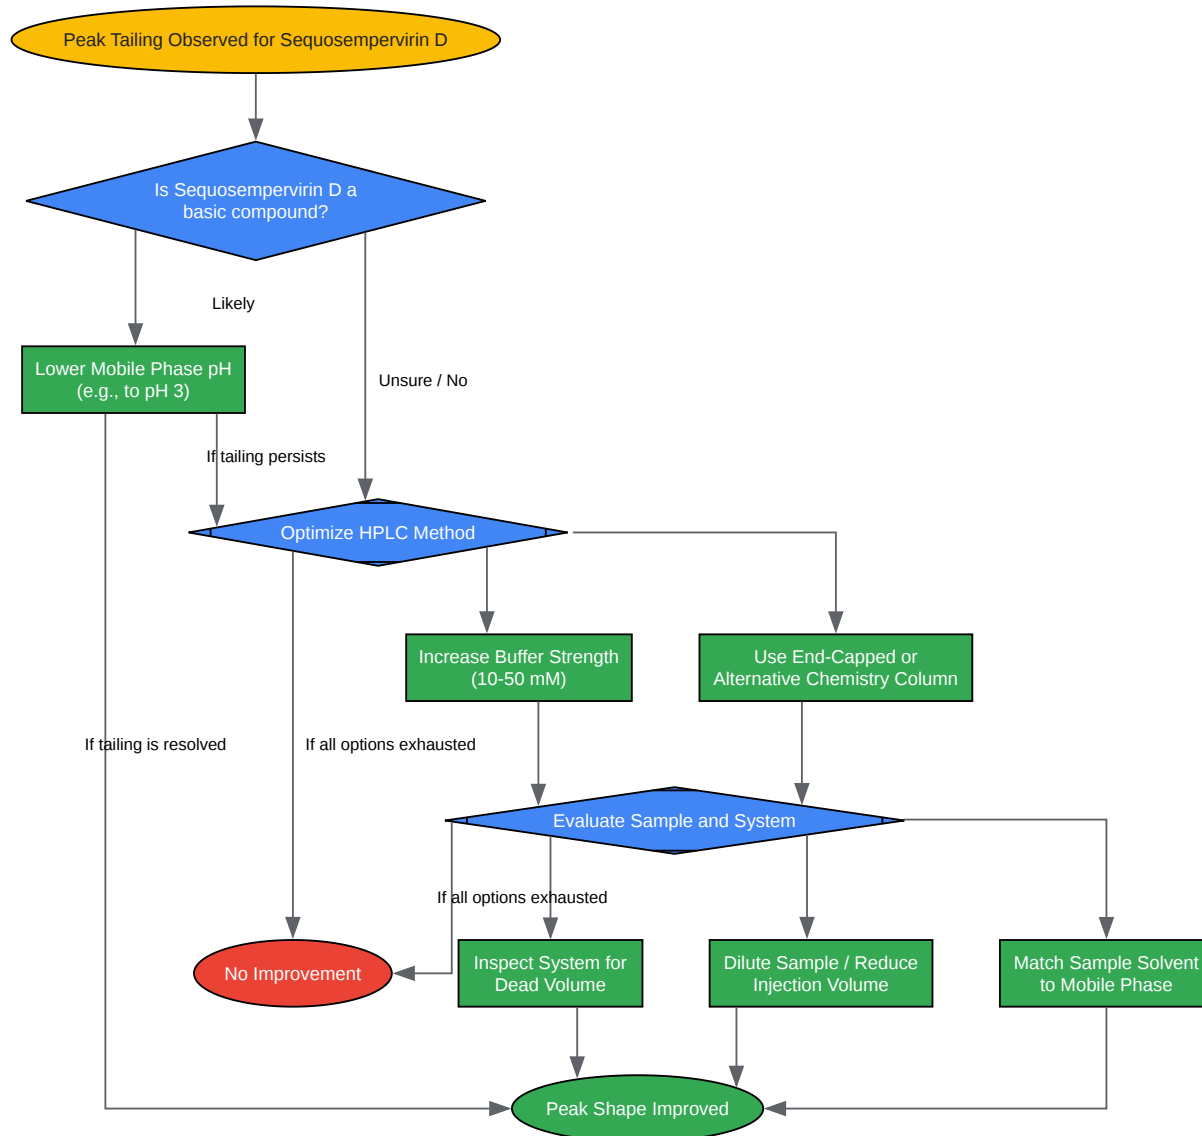 Peak Tailing Observed for Sequosempervirin D
Is Sequosempervirin D a
basic compound?
Likely
Lower Mobile Phase pH
(e.g., to pH 3)
Unsure / No
If tailing persists
Optimize HPLC Method
Increase Buffer Strength
(10-50 mM)
Use End-Capped or
Alternative Chemistry Column
If tailing is resolved
If all options exhausted
Evaluate Sample and System
If all options exhausted
No Improvement
Inspect System for
Dead Volume
Dilute Sample / Reduce
Injection Volume
Match Sample Solvent
to Mobile Phase
Peak Shape Improved